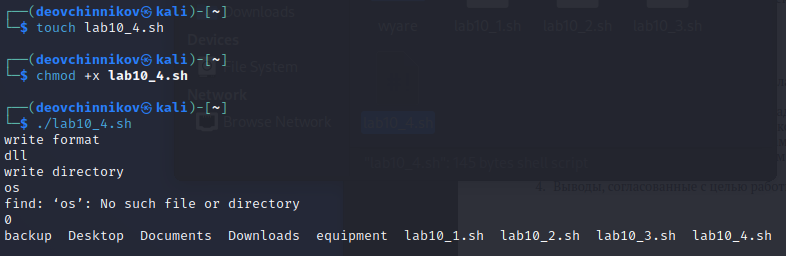 (deovchinnikov㉿kali)-[~]
$ touch lab10_4.sh
(deovchinnikov㉿kali)-[~]
$ chmod +x lab10_4.sh
(deovchinnikov㉿kali)-[~]
$ ./lab10_4.sh
write format
dll
write directory
os
find: ‘os’: No such file or directory
0
backup  Desktop  Documents  Downloads  equipment  lab10_1.sh  lab10_2.sh  lab10_3.sh  lab10_4.sh
Downloads
vware lab10_1.sh lab10_2.sh lab10_3.sh
Devices
File System
Network
Browse Network
lab10_4.sh
"lab10_4.sh" 145 bytes shell script
4. Выводы, согласованные с целью работ